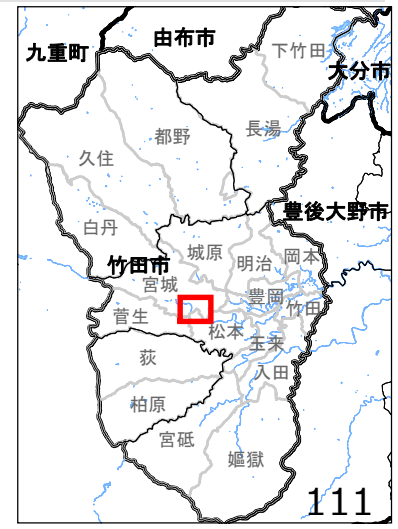 由布市
九重町
下竹田
大分市
長湯
都野
久住
豊後大野市
白丹
城原
岡本
明治
竹田市
宮城
豊岡
竹田
菅生
松本
玉来
荻
入田
柏原
宮砥
嫗獄
111